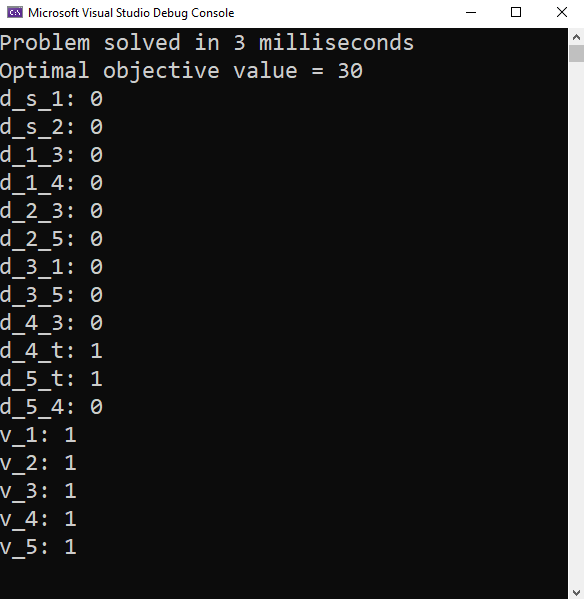 Microsoft Visual Studio Debug Console
Problem solved in 3 milliseconds
Optimal objective value = 30
d_s_1: 0
d_s_2: 0
d_1_3: 0
d_1_4: 0
d_2_3: 0
d_2_5: 0
d_3_1: 0
d_3_5: 0
d_4_3: 0
d_4_t: 1
d_5_t: 1
d_5_4: 0
v_1: 1
v_2: 1
v_3: 1
v_4: 1
v_5: 1